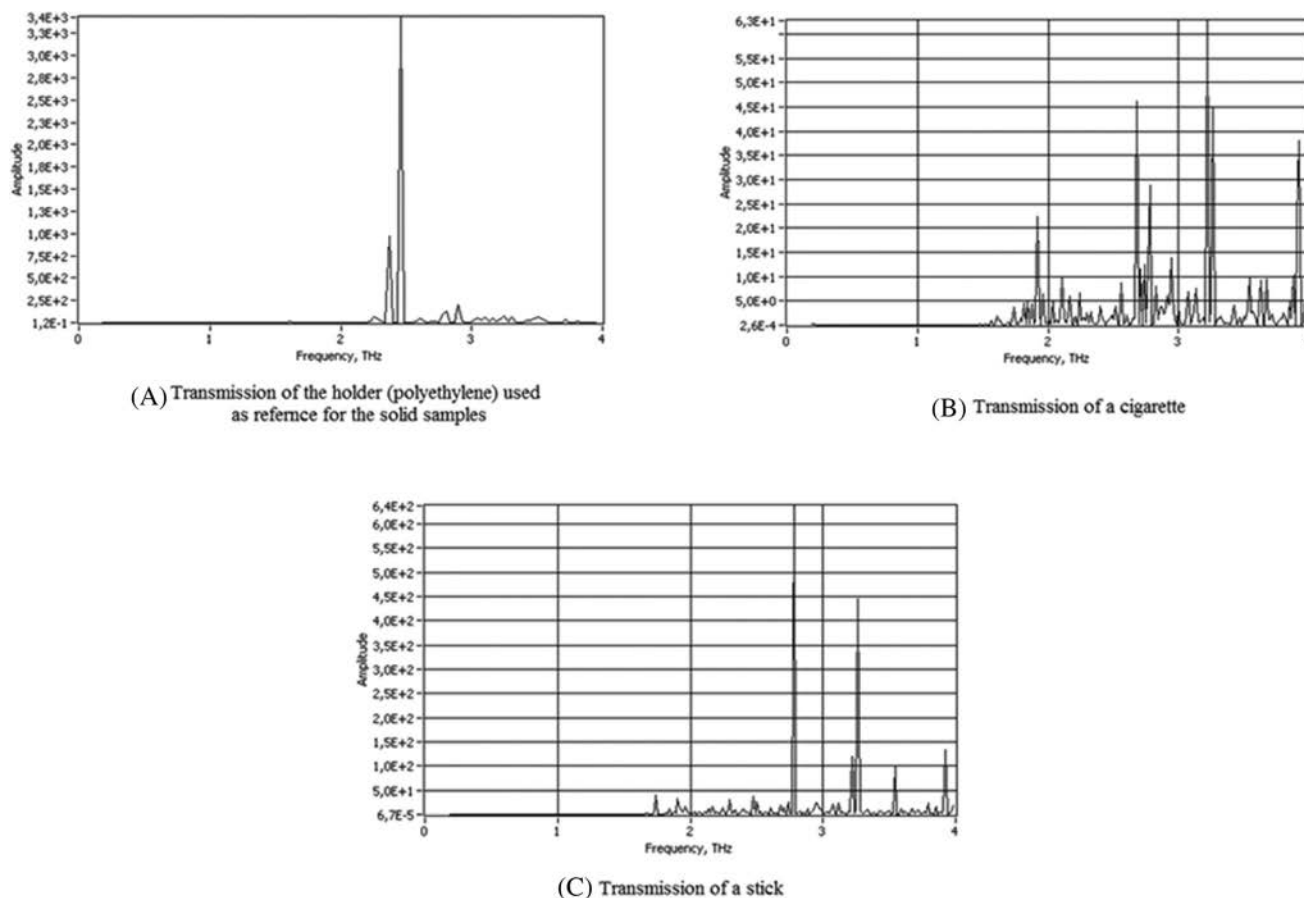 3,4E+3
3,3E+3
3,0E+3
2,8E+3
2,5E+3
2,3E+3
2,0E+3
1,8E+3
1,5E+3
1,3E+3
1,0E+3
7,5E+2
5,0E+2
2,5E+2
1,2E-1
Amplitude
0 1 2 3 4
Frequency, THz
(A) Transmission of the holder (polyethylene) used
as refernce for the solid samples
6,3E+1
5,5E+1
5,0E+1
4,5E+1
4,0E+1
3,5E+1
3,0E+1
2,5E+1
2,0E+1
1,5E+1
1,0E+1
5,0E+0
2,6E-4
Amplitude
0 1 2 3
Frequency, THz
(B) Transmission of a cigarette
6,4E+2
6,0E+2
5,5E+2
5,0E+2
4,5E+2
4,0E+2
3,5E+2
3,0E+2
2,5E+2
2,0E+2
1,5E+2
1,0E+2
5,0E+1
6,7E-5
Amplitude
0 1 2 3 4
Frequency, THz
(C) Transmission of a stick